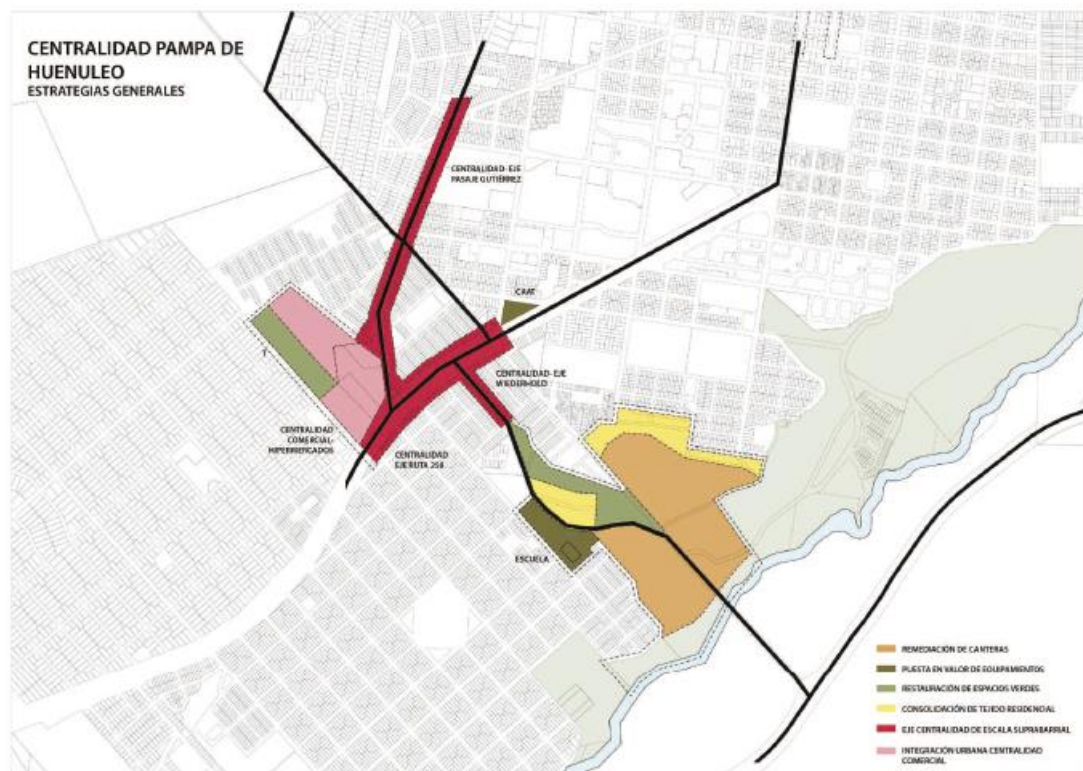 CENTRALIDAD PAMPA DE
HUENULEO
ESTRATEGIAS GENERALES
CENTRALIDAD- EJE
PASAJE GUTIÉRREZ
CAAT
CENTRALIDAD- EJE
WIEDERHOLD
CENTRALIDAD
COMERCIAL-
HIPERMERCADOS
CENTRALIDAD
EJE RUTA 258
ESCUELA
REMEDIACIÓN DE CANTERAS
PUESTA EN VALOR DE EQUIPAMIENTOS
RESTAURACIÓN DE ESPACIOS VERDES
CONSOLIDACIÓN DE TEJIDO RESIDENCIAL
EJE CENTRALIDAD DE ESCALA SUPRABARRIAL
INTEGRACIÓN URBANA CENTRALIDAD
COMERCIAL